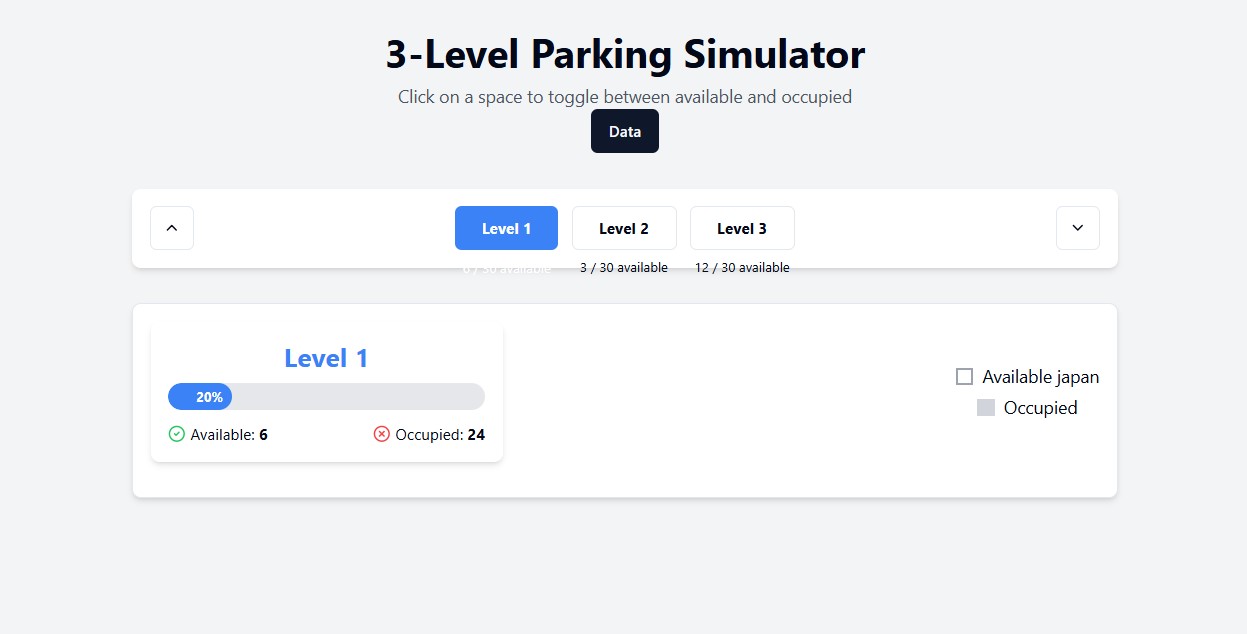 3-Level Parking Simulator
Click on a space to toggle between available and occupied
Data
Level 1 Level 2 Level 3
6 / 30 available 3 / 30 available 12 / 30 available
Level 1
20%
Available: 6 Occupied: 24
Available japan
Occupied